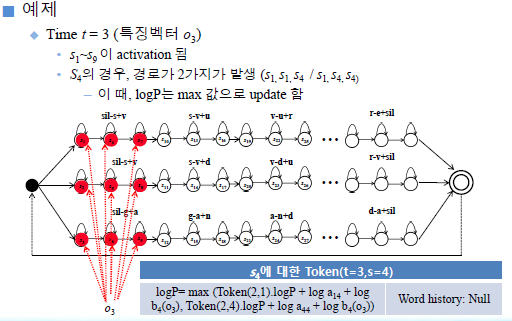 예제
Time t = 3 (특징벡터 o3)
s1~s9 이 activation 됨
S4의 경우, 경로가 2가지가 발생 (s1, s1, s4 / s1, s4, s4)
– 이 때, logP는 max 값으로 update 함
sil-s+v s-v+u v-u+r r-e+sil
sil-s+v s-v+d v-d+u r-v+sil
sil-g+a g-a+n a-n+d d-a+sil
o3
s4에 대한 Token(t=3,s=4)
logP= max (Token(2,1).logP + log a14 + log b4(o3), Token(2,4).logP + log a44 + log b4(o3))
Word history: Null